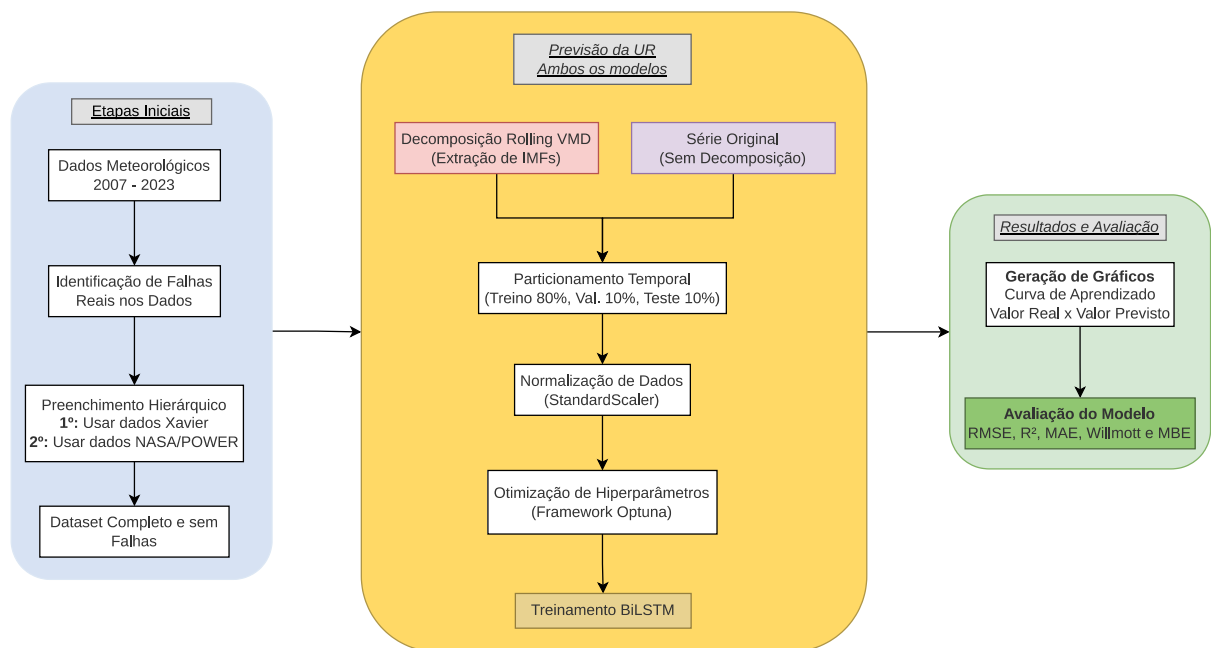 Etapas Iniciais
Dados Meteorológicos
2007 - 2023
Identificação de Falhas
Reais nos Dados
Preenchimento Hierárquico
1º: Usar dados Xavier
2º: Usar dados NASA/POWER
Dataset Completo e sem
Falhas
Previsão da UR
Ambos os modelos
Decomposição Rolling VMD
(Extração de IMFs)
Série Original
(Sem Decomposição)
Particionamento Temporal
(Treino 80%, Val. 10%, Teste 10%)
Normalização de Dados
(StandardScaler)
Otimização de Hiperparâmetros
(Framework Optuna)
Treinamento BiLSTM
Resultados e Avaliação
Geração de Gráficos
Curva de Aprendizado
Valor Real x Valor Previsto
Avaliação do Modelo
RMSE, R², MAE, Willmott e MBE